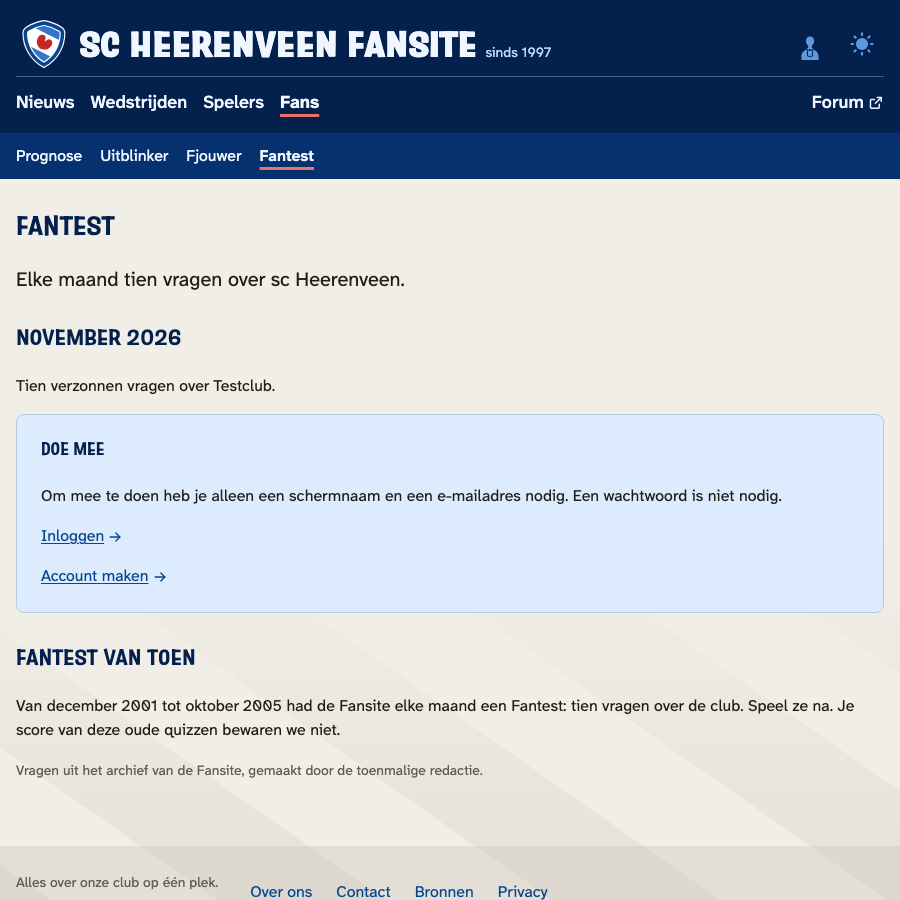 SC HEERENVEEN FANSITE sinds 1997
Nieuws Wedstrijden Spelers Fans Forum
Prognose Uitblinker Fjouwer Fantest
FANTEST
Elke maand tien vragen over sc Heerenveen.
NOVEMBER 2026
Tien verzonnen vragen over Testclub.
DOE MEE
Om mee te doen heb je alleen een schermnaam en een e-mailadres nodig. Een wachtwoord is niet nodig.
Inloggen →
Account maken →
FANTEST VAN TOEN
Van december 2001 tot oktober 2005 had de Fansite elke maand een Fantest: tien vragen over de club. Speel ze na. Je
score van deze oude quizzen bewaren we niet.
Vragen uit het archief van de Fansite, gemaakt door de toenmalige redactie.
Alles over onze club op één plek.
Over ons Contact Bronnen Privacy